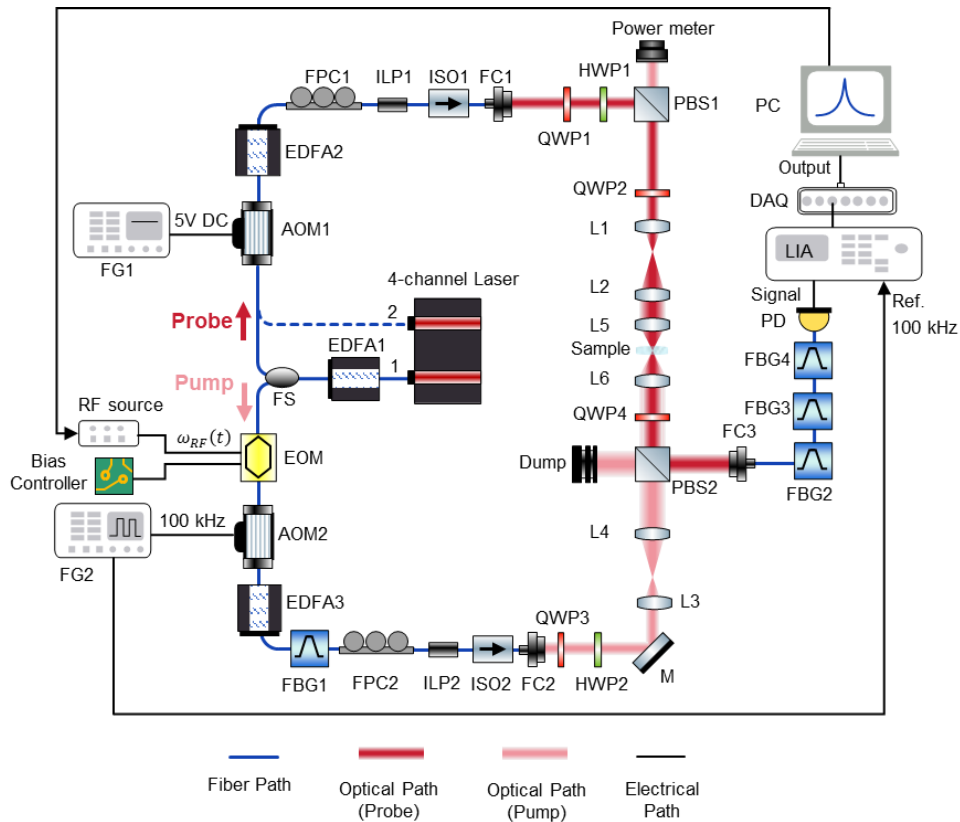 Power meter
FPC1
ILP1
ISO1
FC1
HWP1
PBS1
QWP1
PC
EDFA2
Output
QWP2
DAQ
5V DC
AOM1
L1
LIA
FG1
4-channel Laser
L2
Signal
Ref.
100 kHz
PD
Probe
2
EDFA1
L5
Sample
FBG4
1
Pump
FS
L6
FBG3
RF source
QWP4
FC3
ω_RF(t)
EOM
Dump
Bias
Controller
PBS2
FBG2
100 kHz
AOM2
L4
FG2
EDFA3
L3
QWP3
M
FBG1
FPC2
ILP2
ISO2
FC2
HWP2
Fiber Path
Optical Path
(Probe)
Optical Path
(Pump)
Electrical
Path